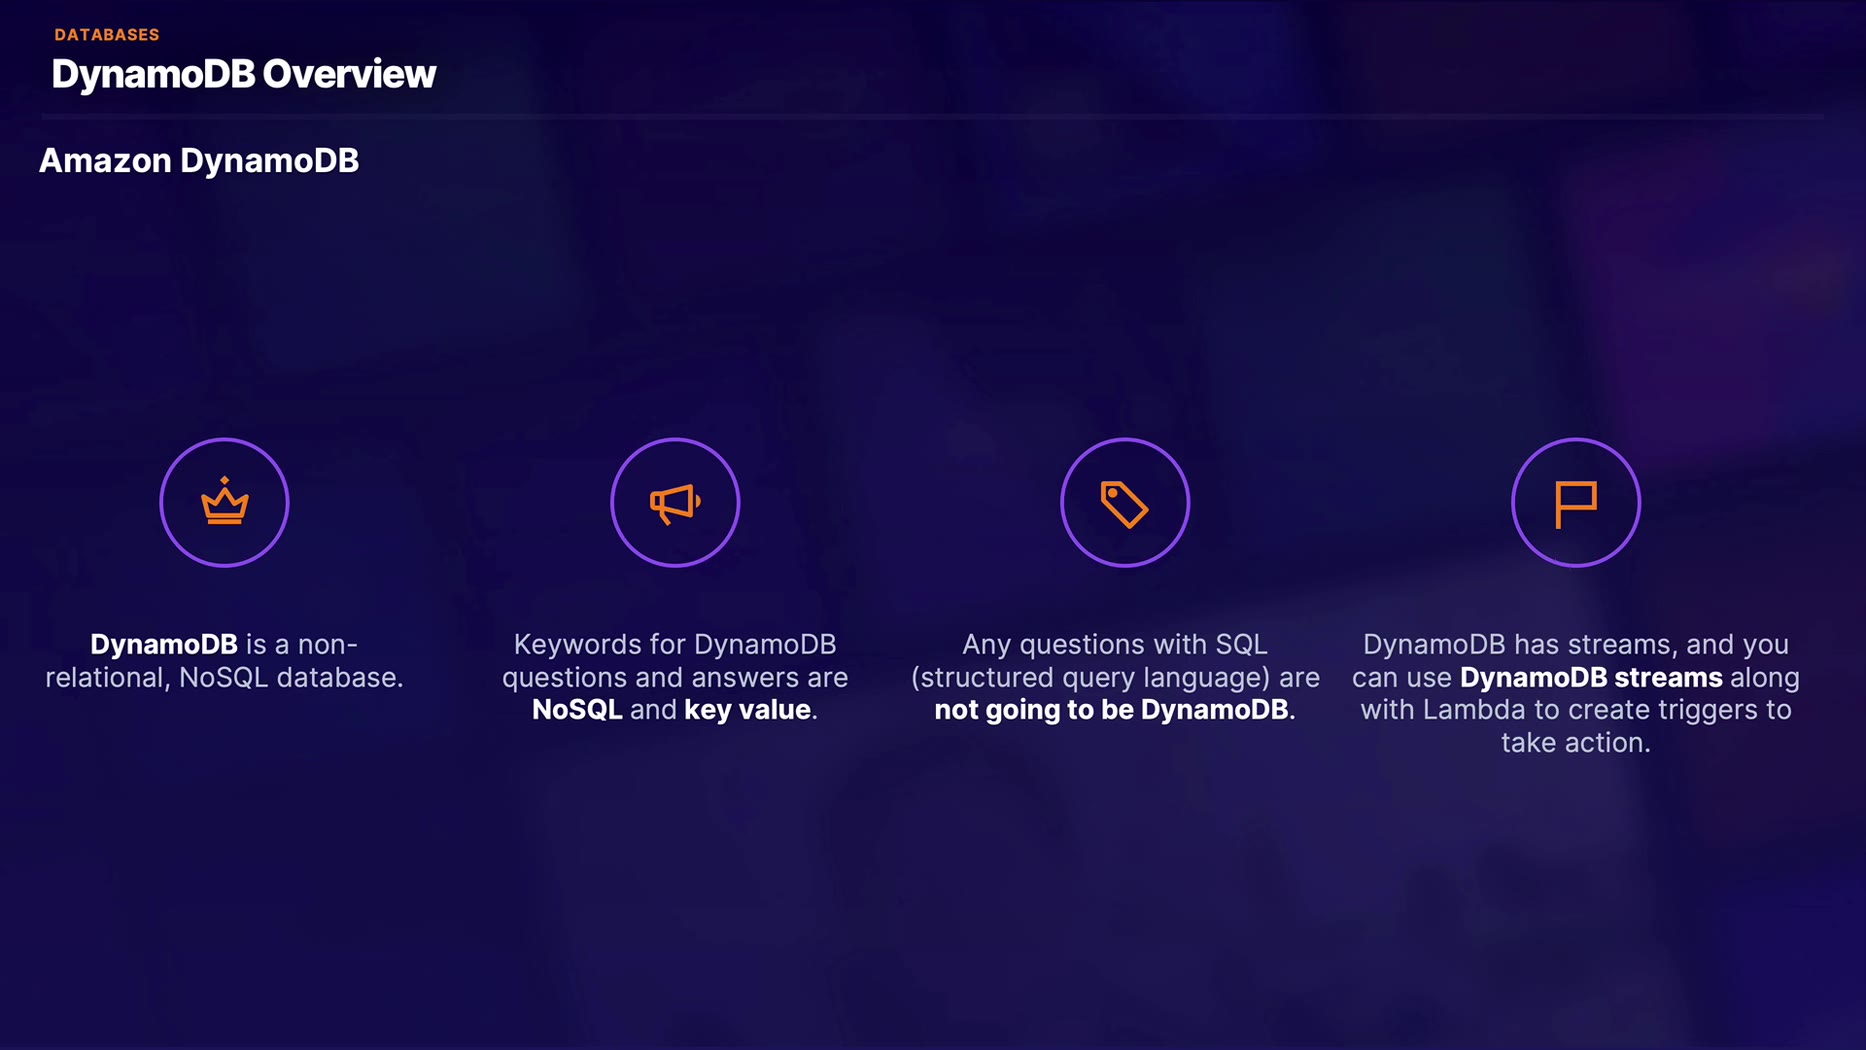 DATABASES
DynamoDB Overview
Amazon DynamoDB
DynamoDB is a non-
relational, NoSQL database.
Keywords for DynamoDB
questions and answers are
NoSQL and key value.
Any questions with SQL
(structured query language) are
not going to be DynamoDB.
DynamoDB has streams, and you
can use DynamoDB streams along
with Lambda to create triggers to
take action.